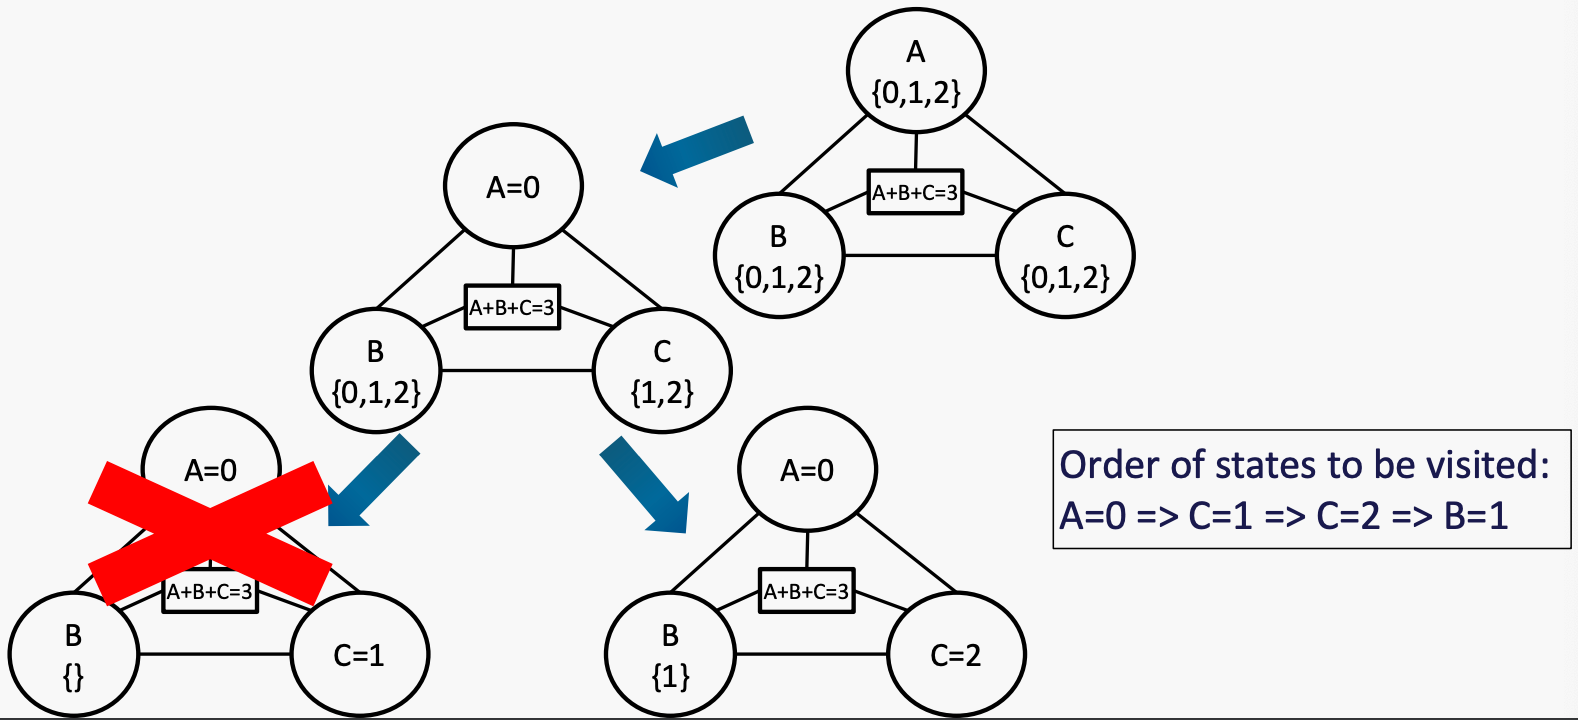 A
{0,1,2}
A+B+C=3
B
{0,1,2}
C
{0,1,2}
A=0
A+B+C=3
B
{0,1,2}
C
{1,2}
A=0
A+B+C=3
B
{}
C=1
A=0
A+B+C=3
B
{1}
C=2
Order of states to be visited:
A=0 => C=1 => C=2 => B=1